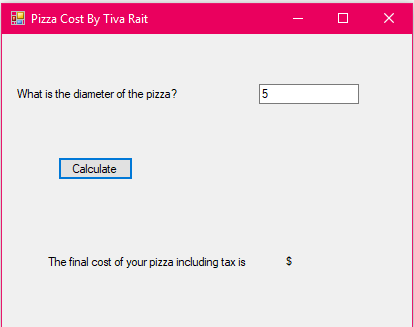 Pizza Cost By Tiva Rait
What is the diameter of the pizza? 5
Calculate
The final cost of your pizza including tax is $